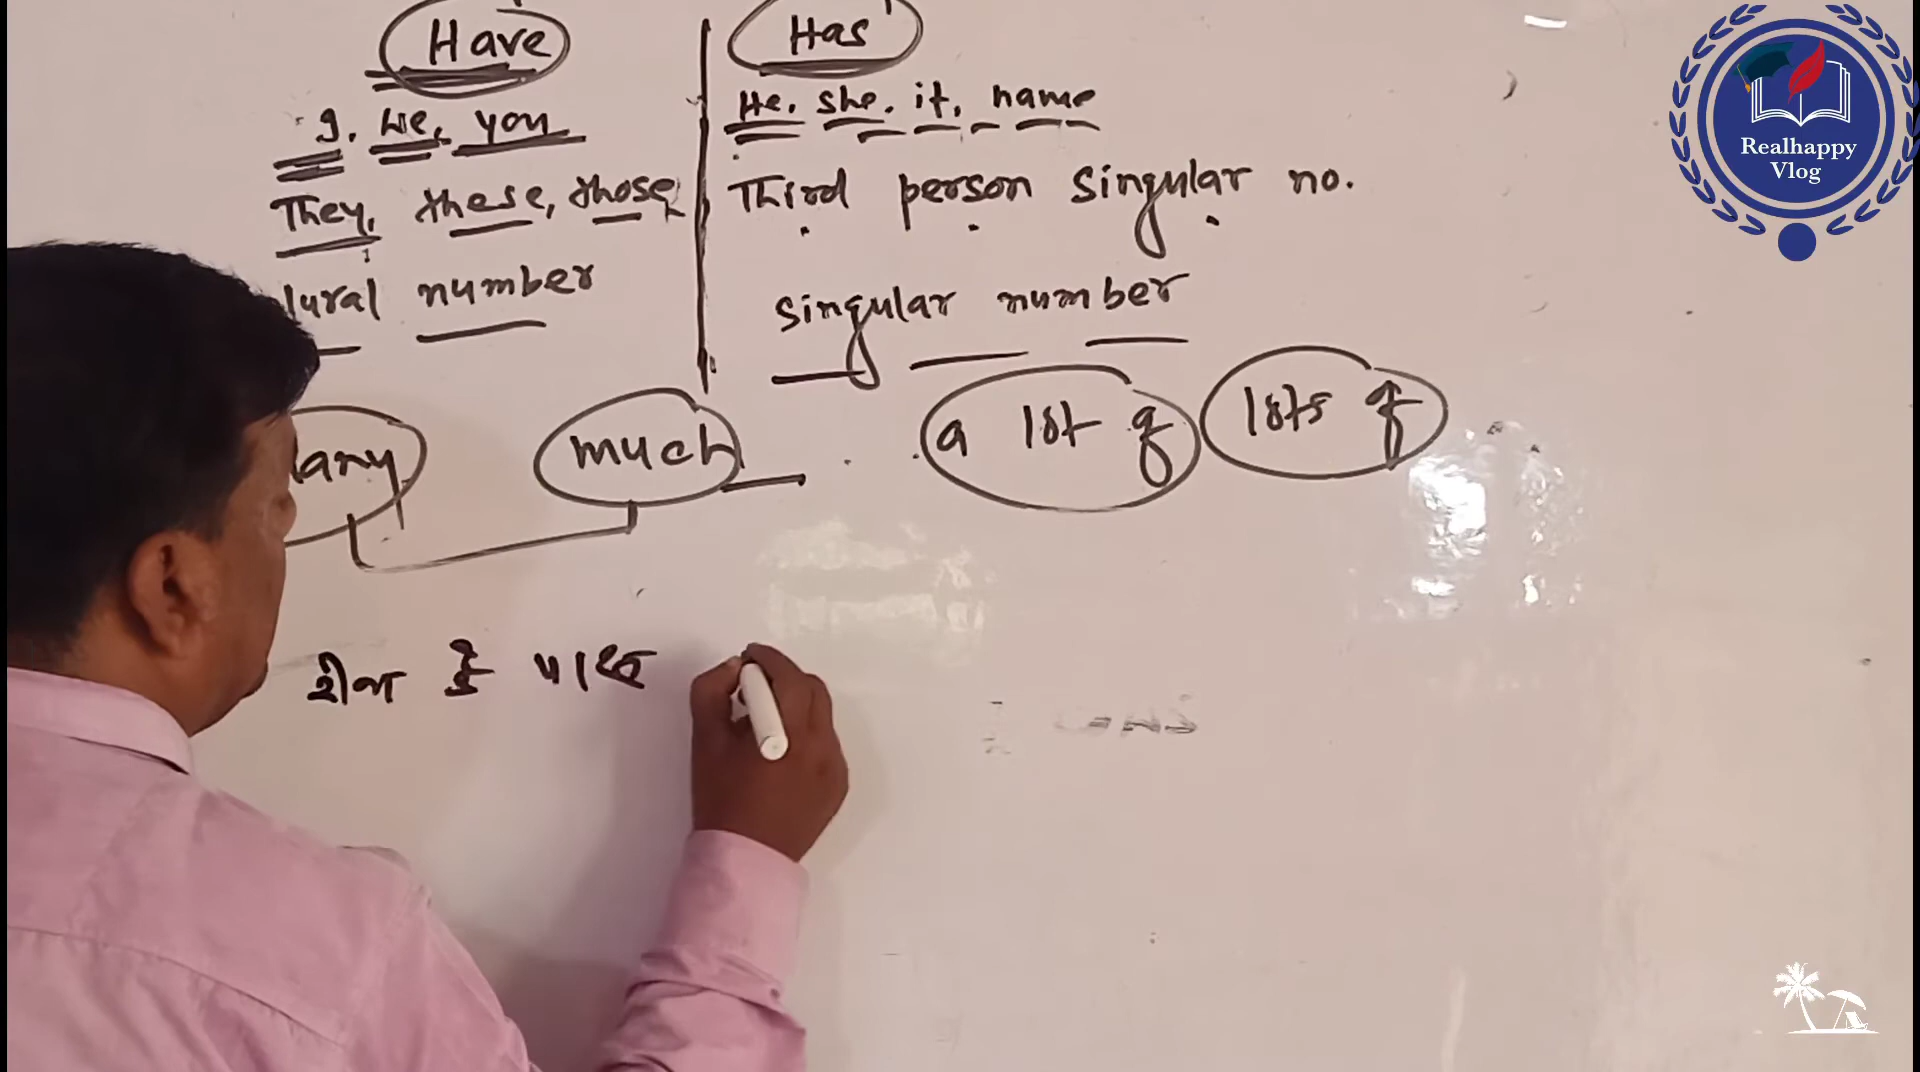 Have
Has
I. we, you
He. she. it, name
They, these, those,
Third person singular no.
lural number
singular number
any
much
a lot of
lots of
के पास
Realhappy
Vlog